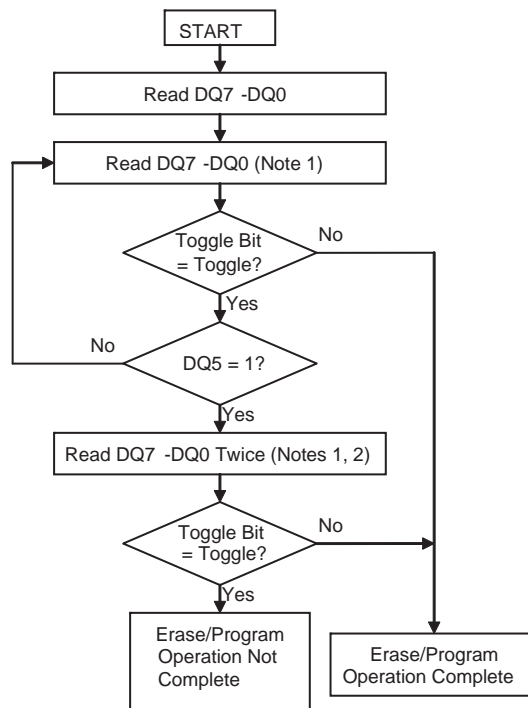 START
Read DQ7 -DQ0
Read DQ7 -DQ0 (Note 1)
Toggle Bit
= Toggle?
No
Yes
No
DQ5 = 1?
Yes
Read DQ7 -DQ0 Twice (Notes 1, 2)
Toggle Bit
= Toggle?
No
Yes
Erase/Program
Operation Not
Complete
Erase/Program
Operation Complete